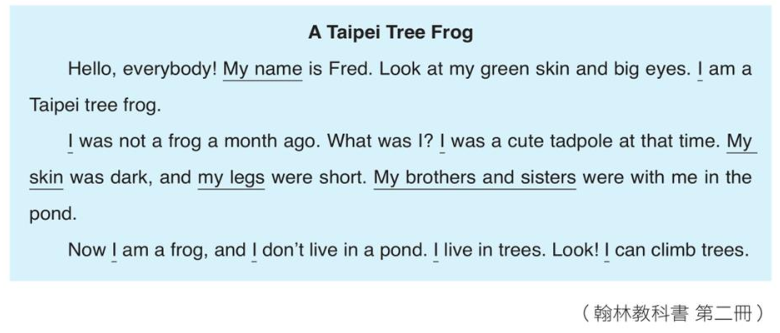 A Taipei Tree Frog
Hello, everybody! My name is Fred. Look at my green skin and big eyes. I am a
Taipei tree frog.
I was not a frog a month ago. What was I? I was a cute tadpole at that time. My
skin was dark, and my legs were short. My brothers and sisters were with me in the
pond.
Now I am a frog, and I don’t live in a pond. I live in trees. Look! I can climb trees.
（翰林教科書 第二冊）